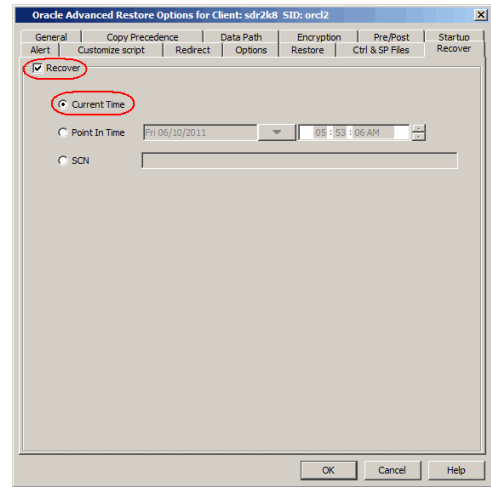 Oracle Advanced Restore Options for Client: sdr2k8 SID: orcl2
General Copy Precedence Data Path Encryption Pre/Post Startup
Alert Customize script Redirect Options Restore Ctrl & SP Files Recover
Recover
Current Time
Point In Time Fri 06/10/2011 05 : 53 : 06 AM
SCN
OK Cancel Help